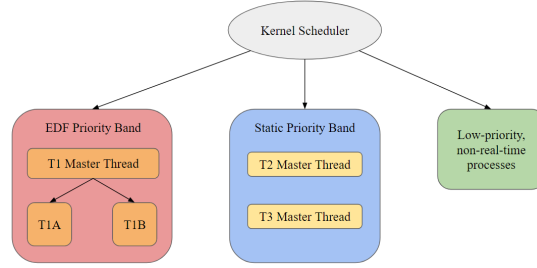 Kernel Scheduler
EDF Priority Band
T1 Master Thread
T1A
T1B
Static Priority Band
T2 Master Thread
T3 Master Thread
Low-priority,
non-real-time
processes